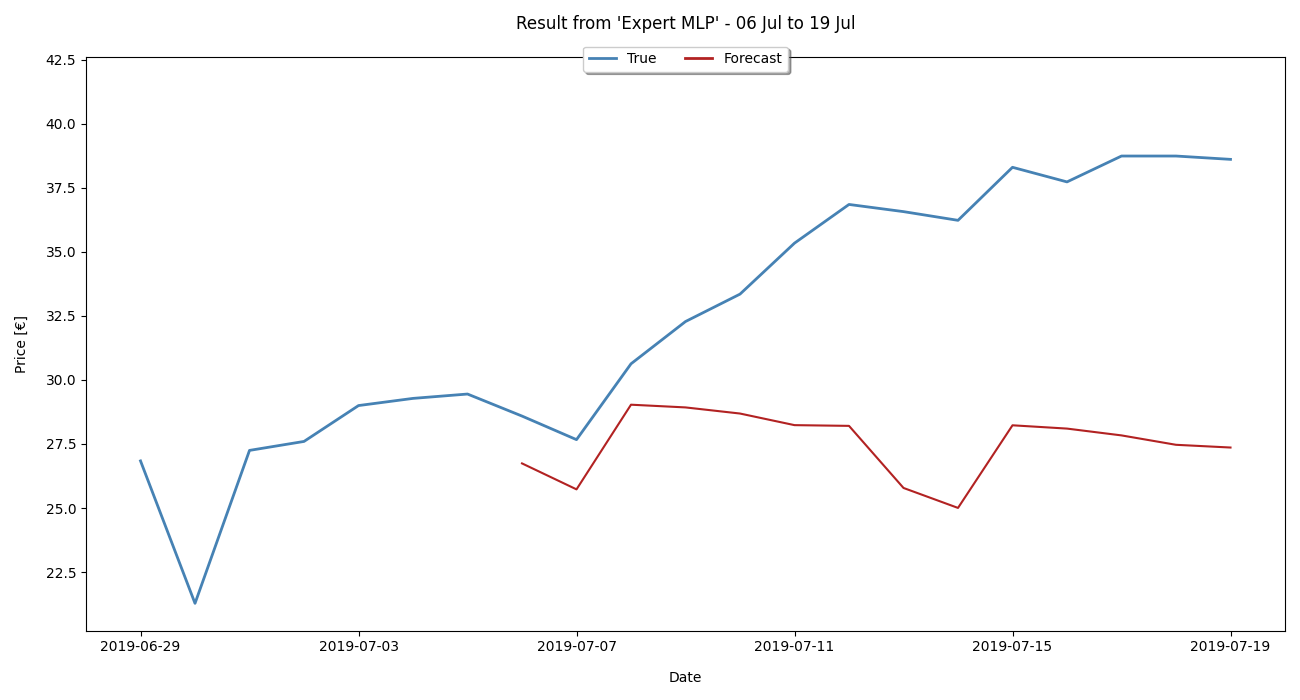 Result from 'Expert MLP' - 06 Jul to 19 Jul
True Forecast
42.5
40.0
37.5
35.0
32.5
30.0
27.5
25.0
22.5
Price [€]
2019-06-29 2019-07-03 2019-07-07 2019-07-11 2019-07-15 2019-07-19
Date